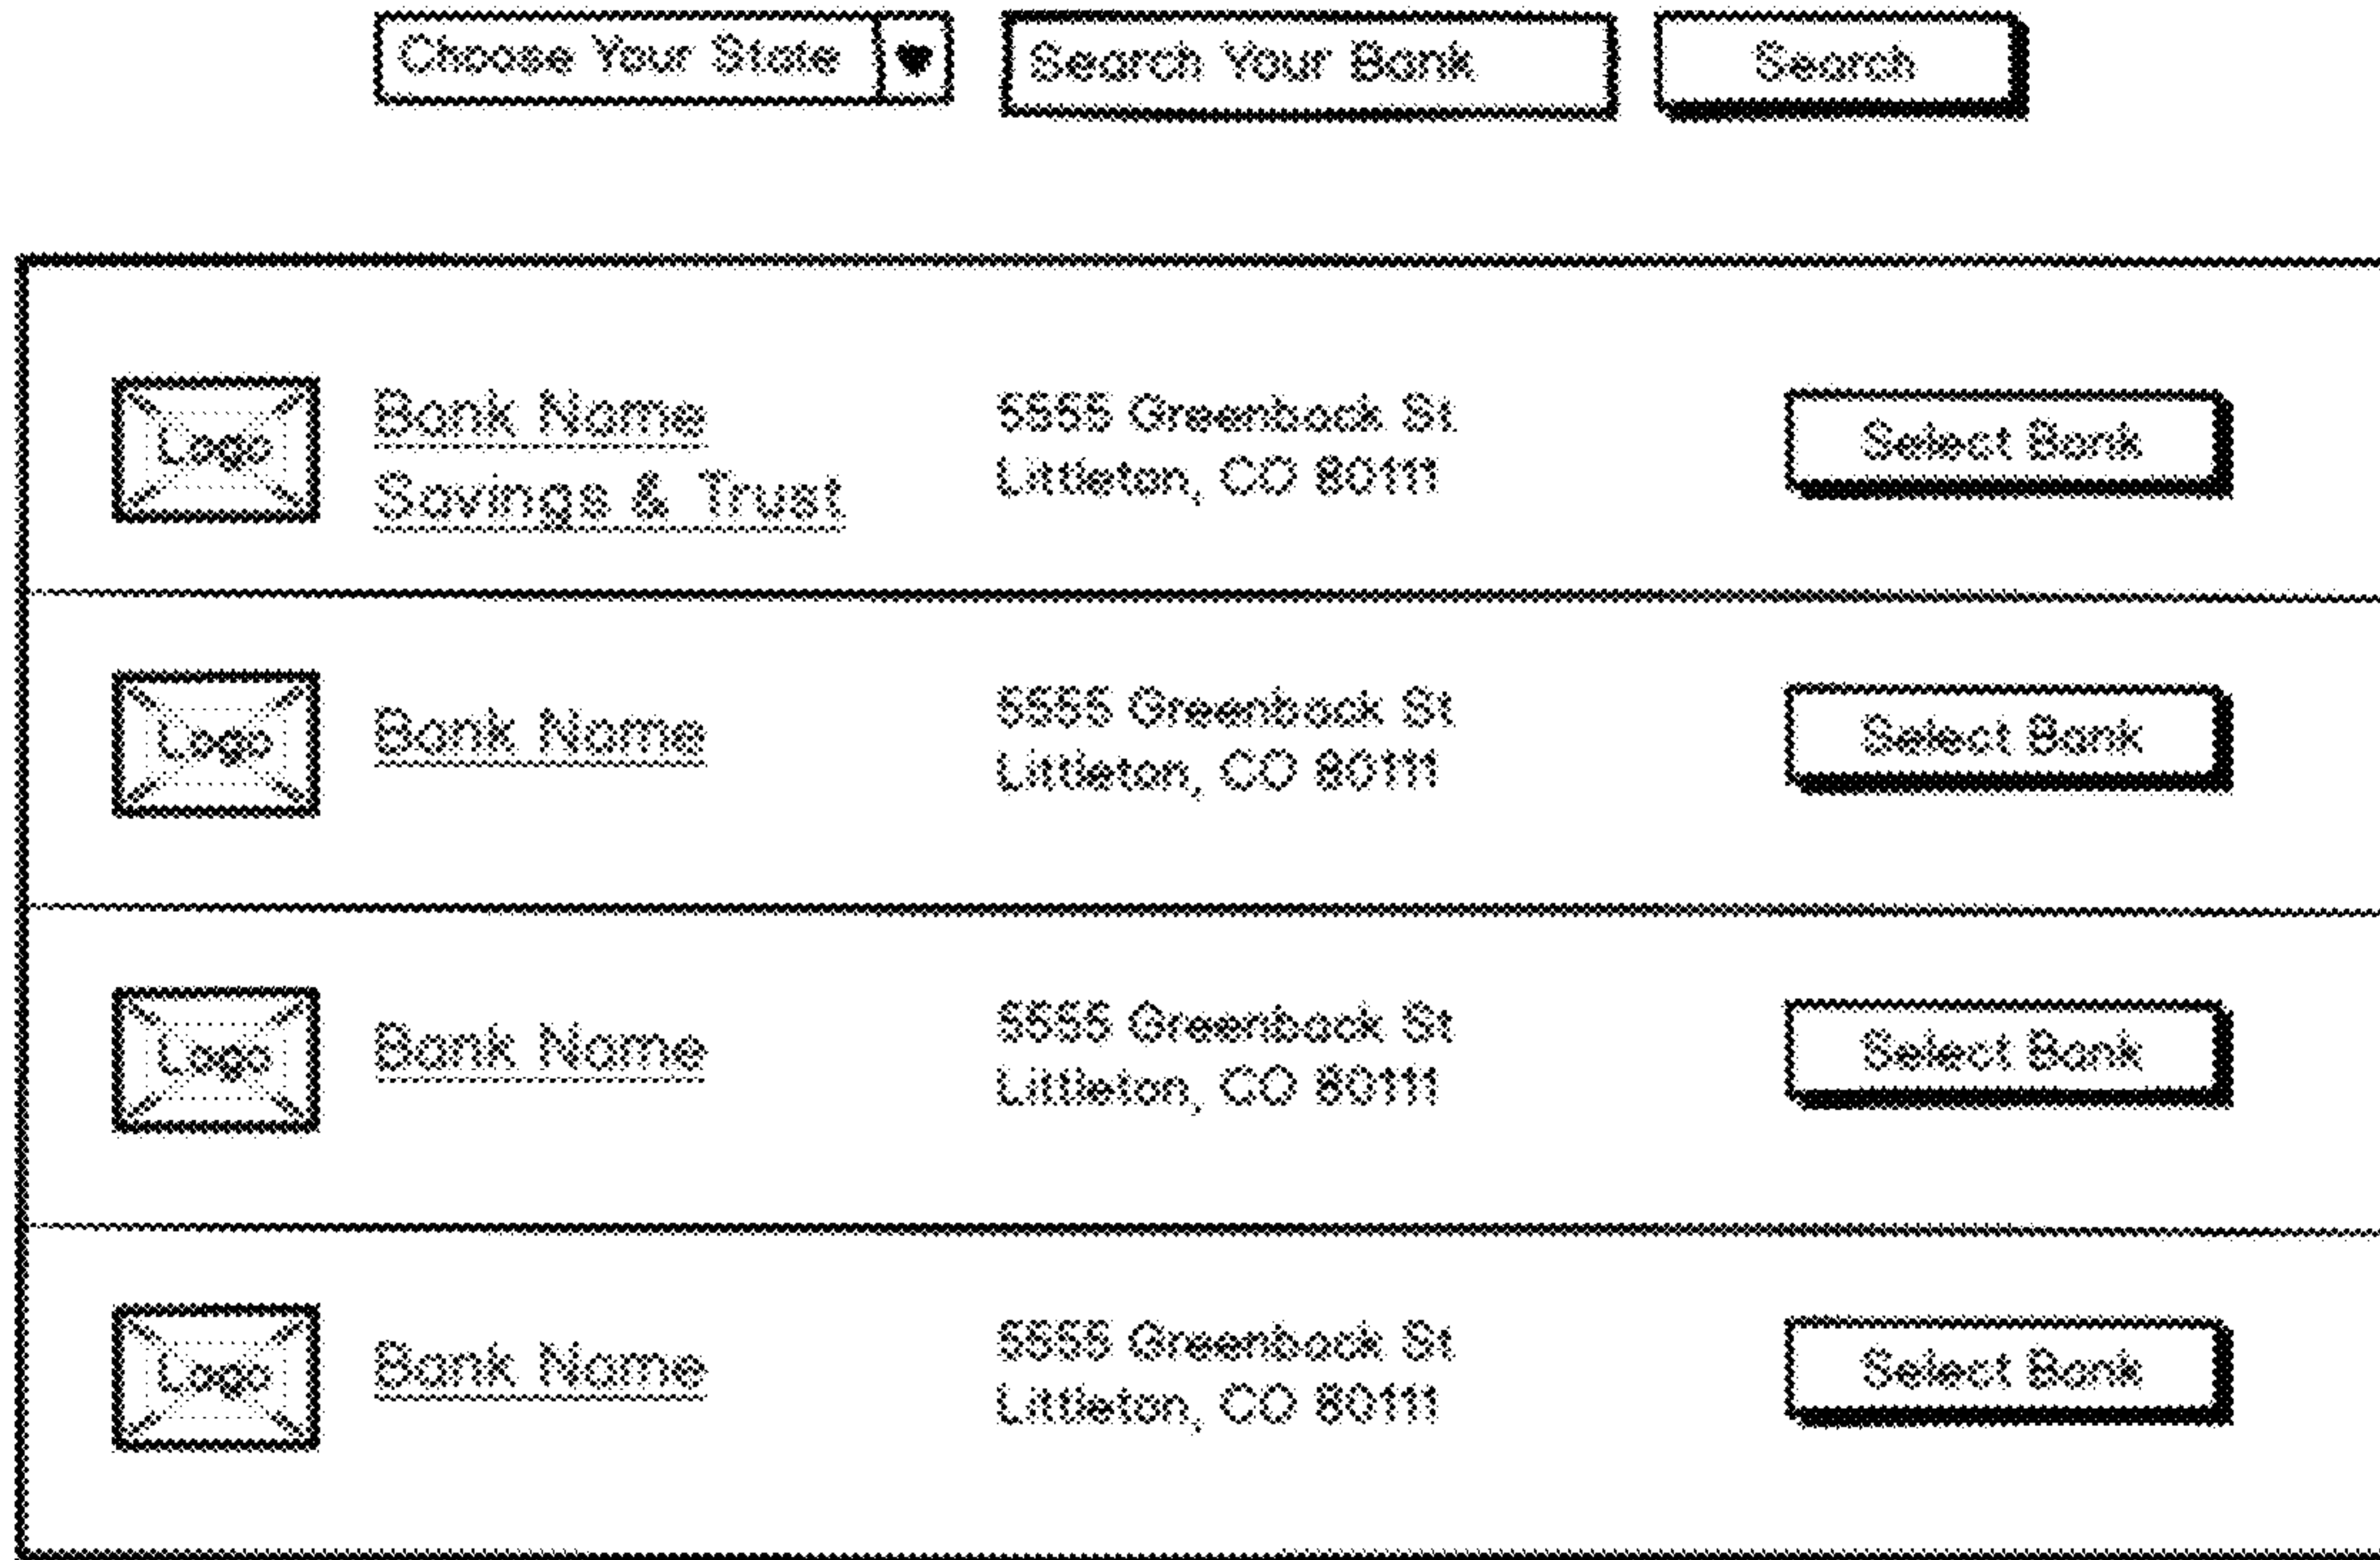 Choose Your State
Search Your Bank
Search
Logo
Bank Name
Savings & Trust
5555 Greenback St
Littleton, CO 80111
Select Bank
Logo
Bank Name
5555 Greenback St
Littleton, CO 80111
Select Bank
Logo
Bank Name
5555 Greenback St
Littleton, CO 80111
Select Bank
Logo
Bank Name
5555 Greenback St
Littleton, CO 80111
Select Bank